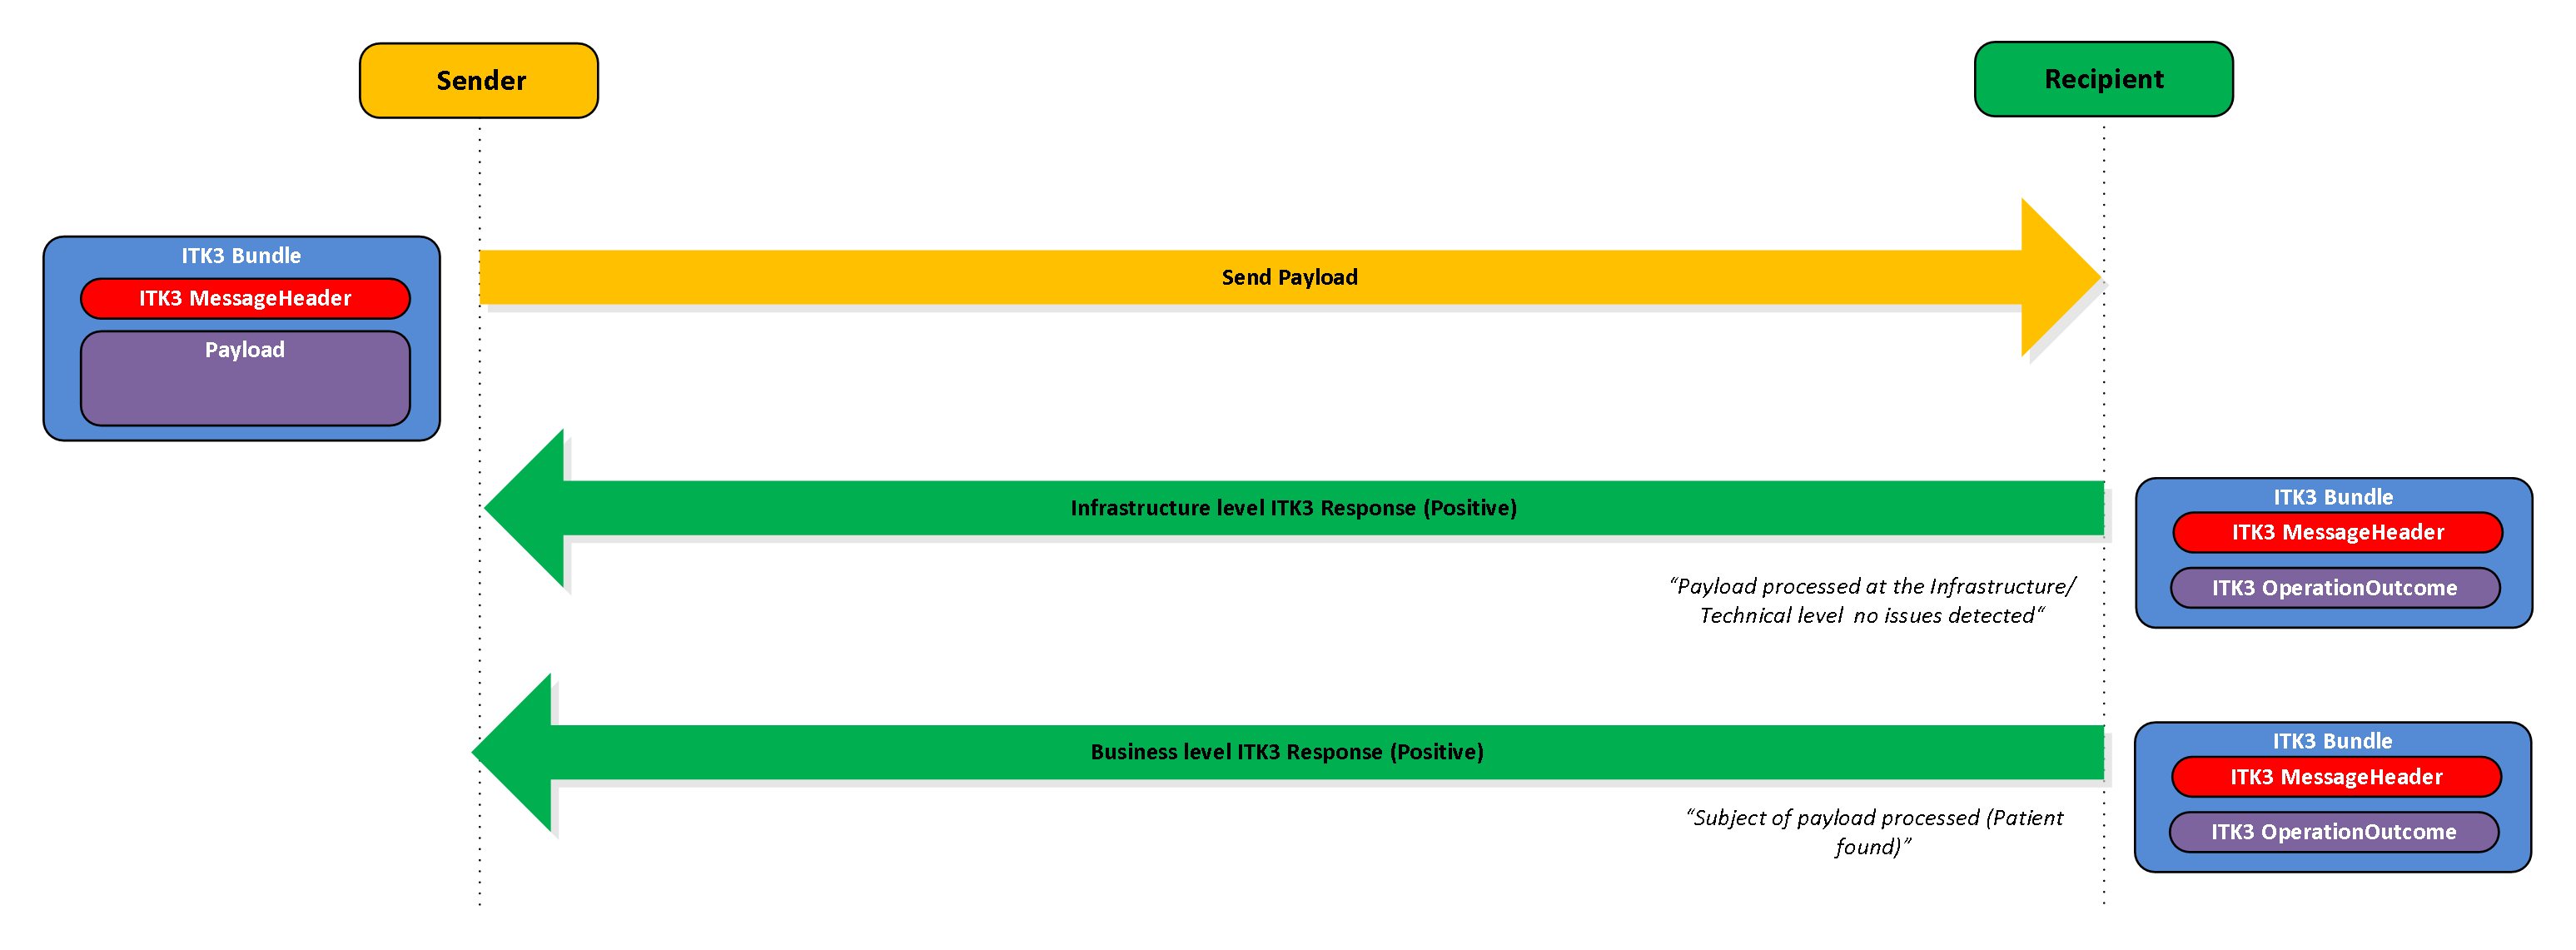 Sender
Recipient
ITK3 Bundle
ITK3 MessageHeader
Payload
Send Payload
Infrastructure level ITK3 Response (Positive)
“Payload processed at the Infrastructure/
Technical level  no issues detected“
ITK3 Bundle
ITK3 MessageHeader
ITK3 OperationOutcome
Business level ITK3 Response (Positive)
“Subject of payload processed (Patient
found)”
ITK3 Bundle
ITK3 MessageHeader
ITK3 OperationOutcome